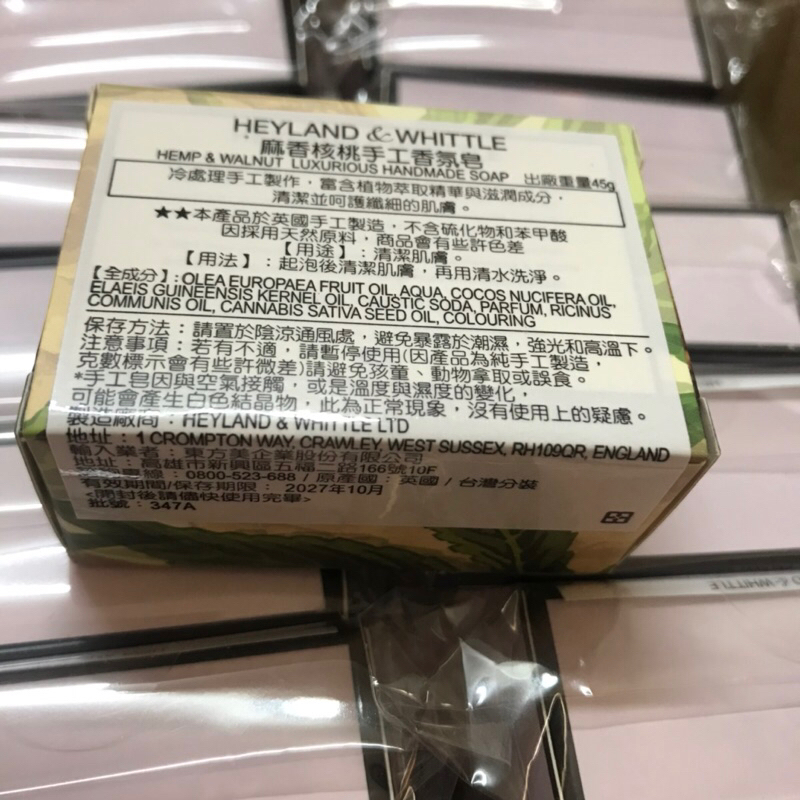 HEYLAND & WHITTLE
麻香核桃手工香氛皂
HEMP & WALNUT LUXURIOUS HANDMADE SOAP 出廠重量45g
冷處理手工製作，富含植物萃取精華與滋潤成分，
清潔並呵護纖細的肌膚。
★★本產品於英國手工製造，不含硫化物和苯甲酸
因採用天然原料，商品會有些許色差
【用途】：清潔肌膚。
【用法】：起泡後清潔肌膚，再用清水洗淨。
【全成分】:OLEA EUROPAEA FRUIT OIL, AQUA, COCOS NUCIFERA OIL,
ELAEIS GUINEENSIS KERNEL OIL, CAUSTIC SODA, PARFUM, RICINUS
COMMUNIS OIL, CANNABIS SATIVA SEED OIL, COLOURING
保存方法：請置於陰涼通風處，避免暴露於潮濕，強光和高溫下。
注意事項：若有不適，請暫停使用(因產品為純手工製造，
克數標示會有些許微差)請避免孩童、動物拿取或誤食。
*手工皂因與空氣接觸，或是溫度與濕度的變化，
可能會產生白色結晶物，此為正常現象，沒有使用上的疑慮。
製造廠商：HEYLAND & WHITTLE LTD
地址：1 CROMPTON WAY, CRAWLEY, WEST SUSSEX, RH109QR, ENGLAND
輸入業者：東方美企業股份有限公司
地址：高雄市新興區五福二路166號10F
專線：0800-523-688 / 原產國：英國 / 台灣分裝
有效期間/保存期限：2027年10月
<開封後請儘快使用完畢>
批號：347A
& WHITTLE